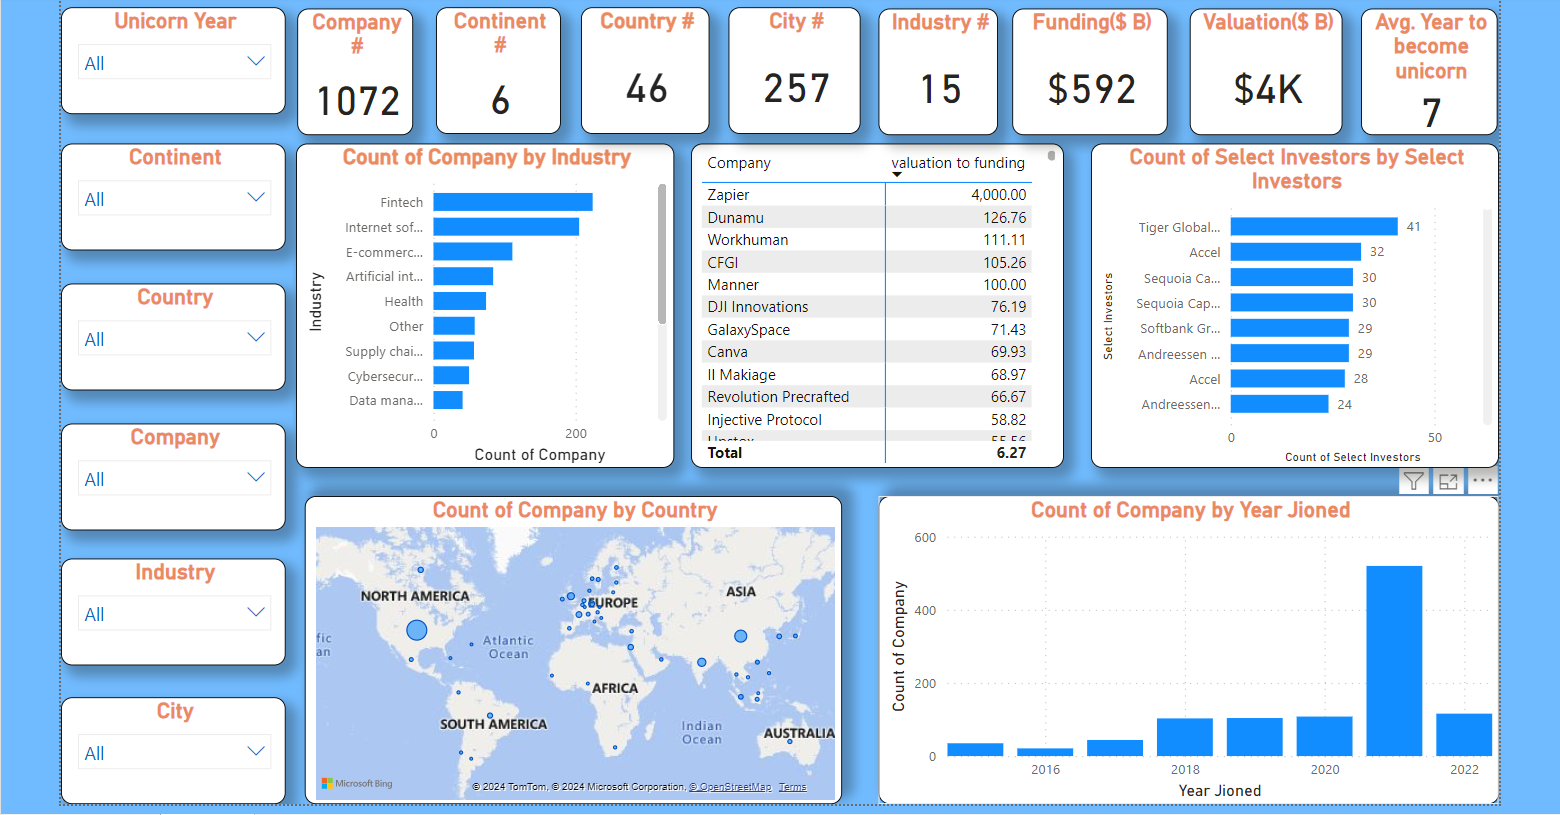 Unicorn Year
All
Company
#
1072
Continent
#
6
Country #
46
City #
257
Industry #
15
Funding($ B)
$592
Valuation($ B)
$4K
Avg. Year to
become
unicorn
7
Continent
All
Country
All
Company
All
Industry
All
City
All
Count of Company by Industry
Industry
Fintech
Internet sof...
E-commerc...
Artificial int...
Health
Other
Supply chai...
Cybersecur...
Data mana...
0 200
Count of Company
Company valuation to funding
Zapier 4,000.00
Dunamu 126.76
Workhuman 111.11
CFGI 105.26
Manner 100.00
DJI Innovations 76.19
GalaxySpace 71.43
Canva 69.93
Il Makiage 68.97
Revolution Precrafted 66.67
Injective Protocol 58.82
Upstox 55.56
Total 6.27
Count of Select Investors by Select
Investors
Select Investors
Tiger Global... 41
Accel 32
Sequoia Ca... 30
Sequoia Cap... 30
Softbank Gr... 29
Andreessen ... 29
Accel 28
Andreessen... 24
0 50
Count of Select Investors
Count of Company by Country
NORTH AMERICA
EUROPE
ASIA
fic
an
Atlantic
Ocean
AFRICA
SOUTH AMERICA
Indian
Ocean
AUSTRALIA
Microsoft Bing
© 2024 TomTom, © 2024 Microsoft Corporation, © OpenStreetMap Terms
Count of Company by Year Jioned
Count of Company
600
400
200
0
2016 2018 2020 2022
Year Jioned